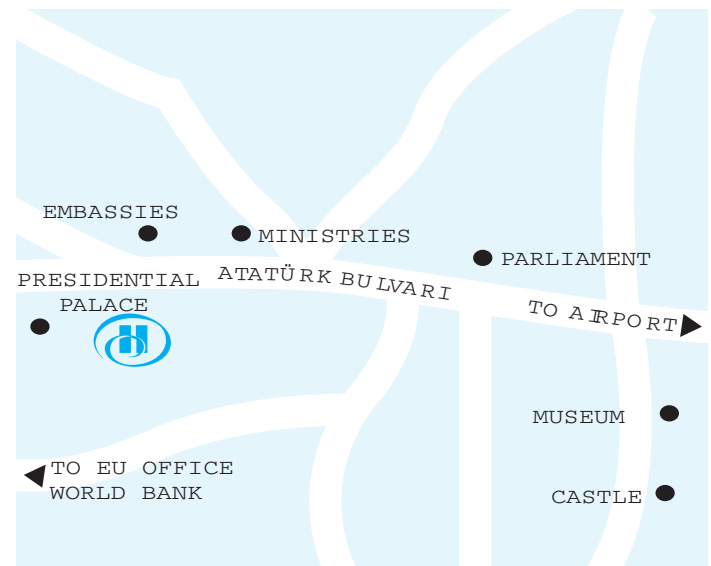 EMBASSIES
MINISTRIES
PARLIAMENT
PRESIDENTIAL
PALACE
ATATÜRK BULVARI
TO AIRPORT
H
MUSEUM
TO EU OFFICE
WORLD BANK
CASTLE